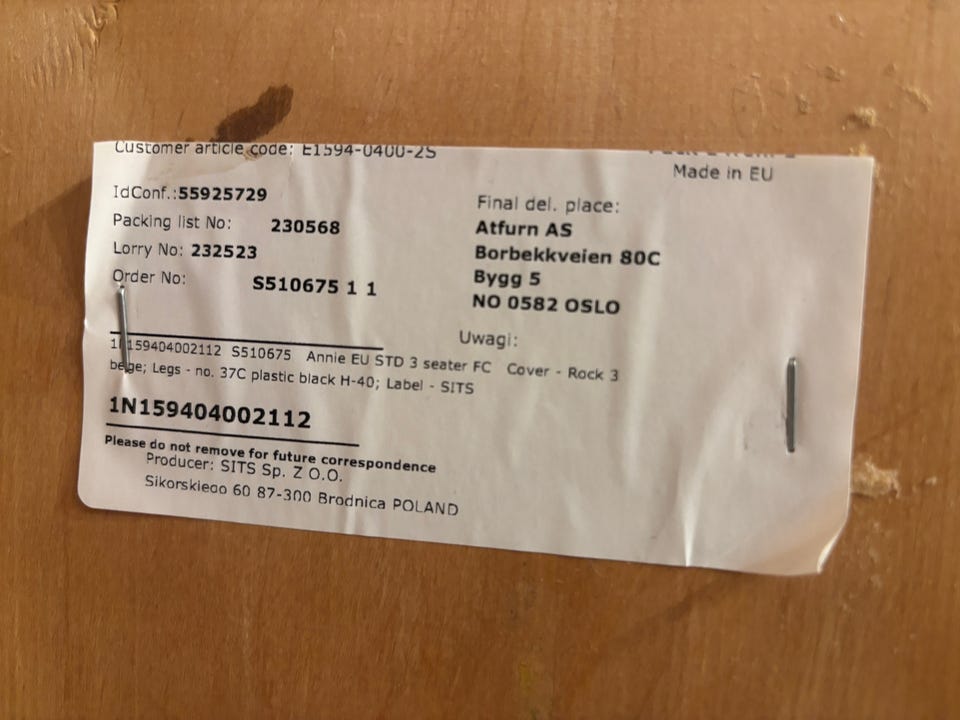 Customer article code: E1594-0400-2S
Made in EU
IdConf.:55925729
Packing list No: 230568
Lorry No: 232523
Order No: S510675 1 1
Final del. place:
Atfurn AS
Borbekkveien 80C
Bygg 5
NO 0582 OSLO
Uwagi:
1N159404002112 S510675 Annie EU STD 3 seater FC Cover - Rock 3
beige; Legs - no. 37C plastic black H-40; Label - SITS
1N159404002112
Please do not remove for future correspondence
Producer: SITS Sp. Z O.O.
Sikorskiego 60 87-300 Brodnica POLAND